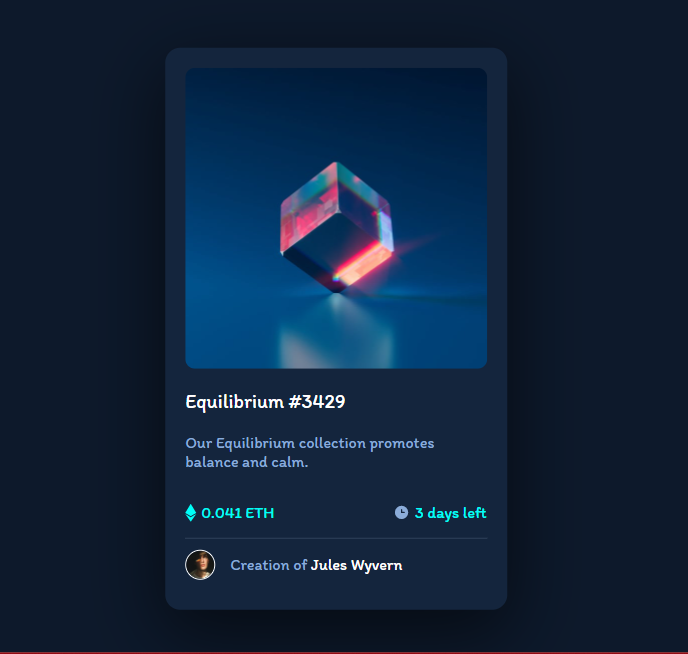 Equilibrium #3429
Our Equilibrium collection promotes
balance and calm.
0.041 ETH
3 days left
Creation of Jules Wyvern